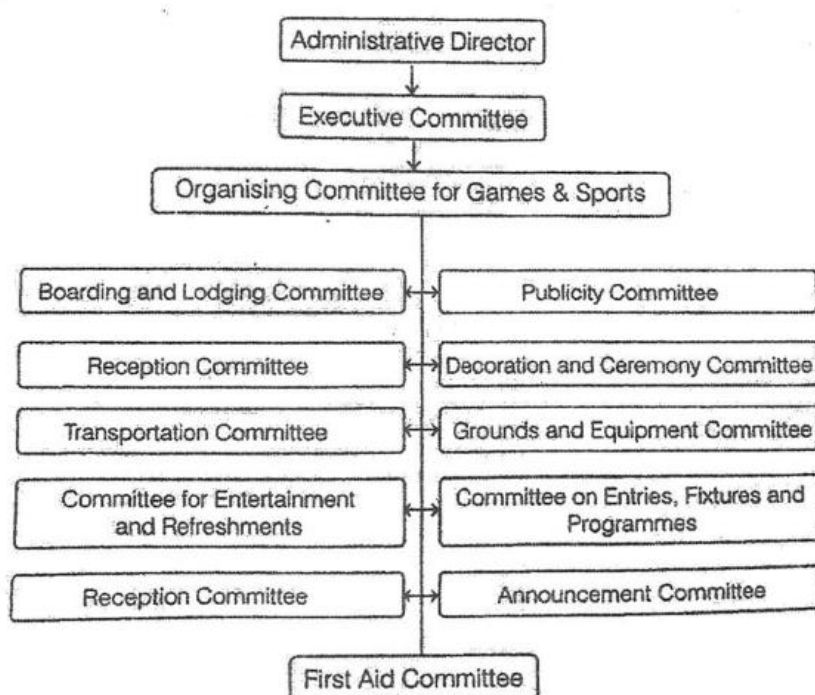 Administrative Director
Executive Committee
Organising Committee for Games & Sports
Boarding and Lodging Committee
Publicity Committee
Reception Committee
Decoration and Ceremony Committee
Transportation Committee
Grounds and Equipment Committee
Committee for Entertainment
and Refreshments
Committee on Entries, Fixtures and
Programmes
Reception Committee
Announcement Committee
First Aid Committee